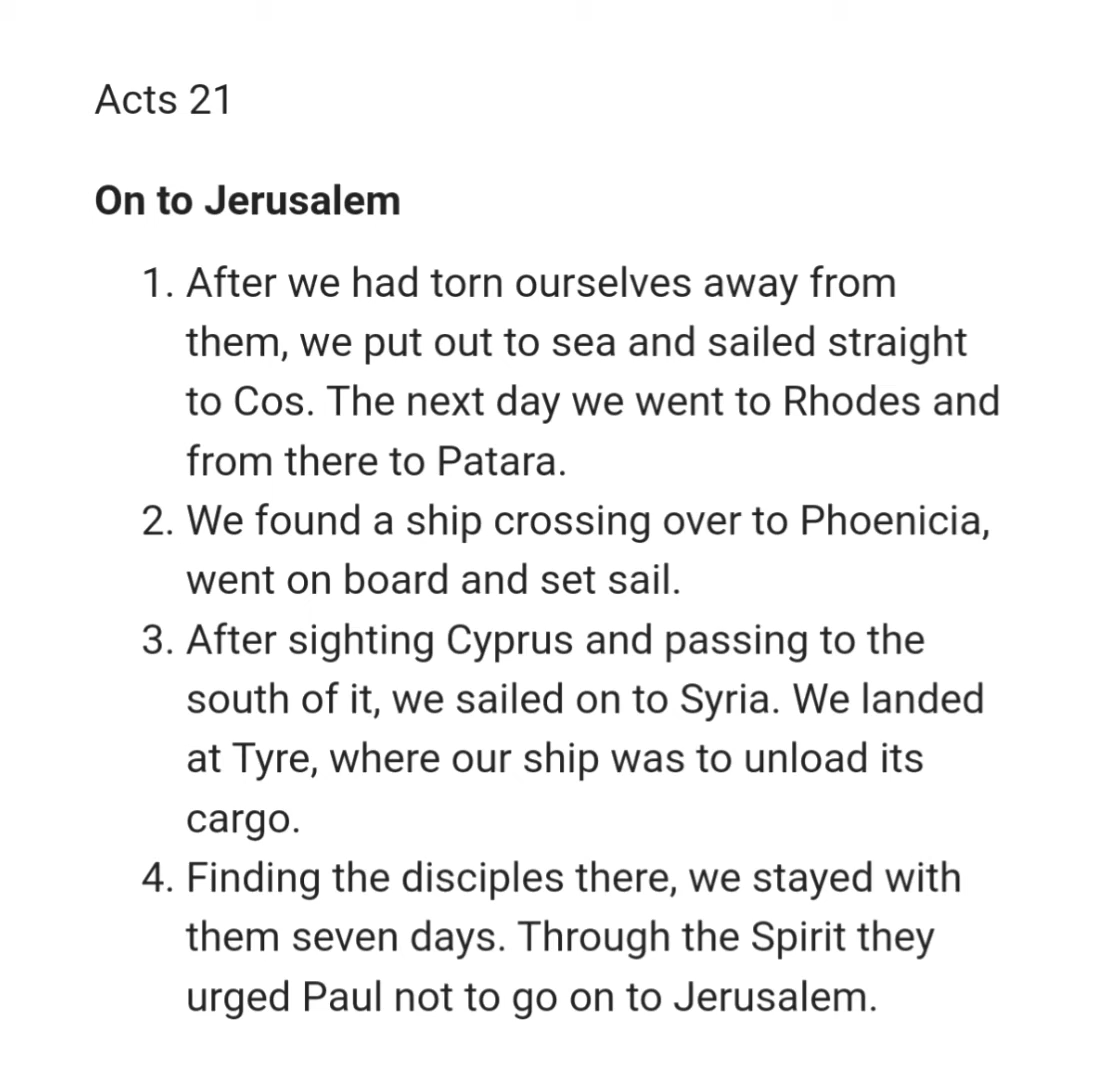 Acts 21
On to Jerusalem
1. After we had torn ourselves away from
them, we put out to sea and sailed straight
to Cos. The next day we went to Rhodes and
from there to Patara.
2. We found a ship crossing over to Phoenicia,
went on board and set sail.
3. After sighting Cyprus and passing to the
south of it, we sailed on to Syria. We landed
at Tyre, where our ship was to unload its
cargo.
4. Finding the disciples there, we stayed with
them seven days. Through the Spirit they
urged Paul not to go on to Jerusalem.